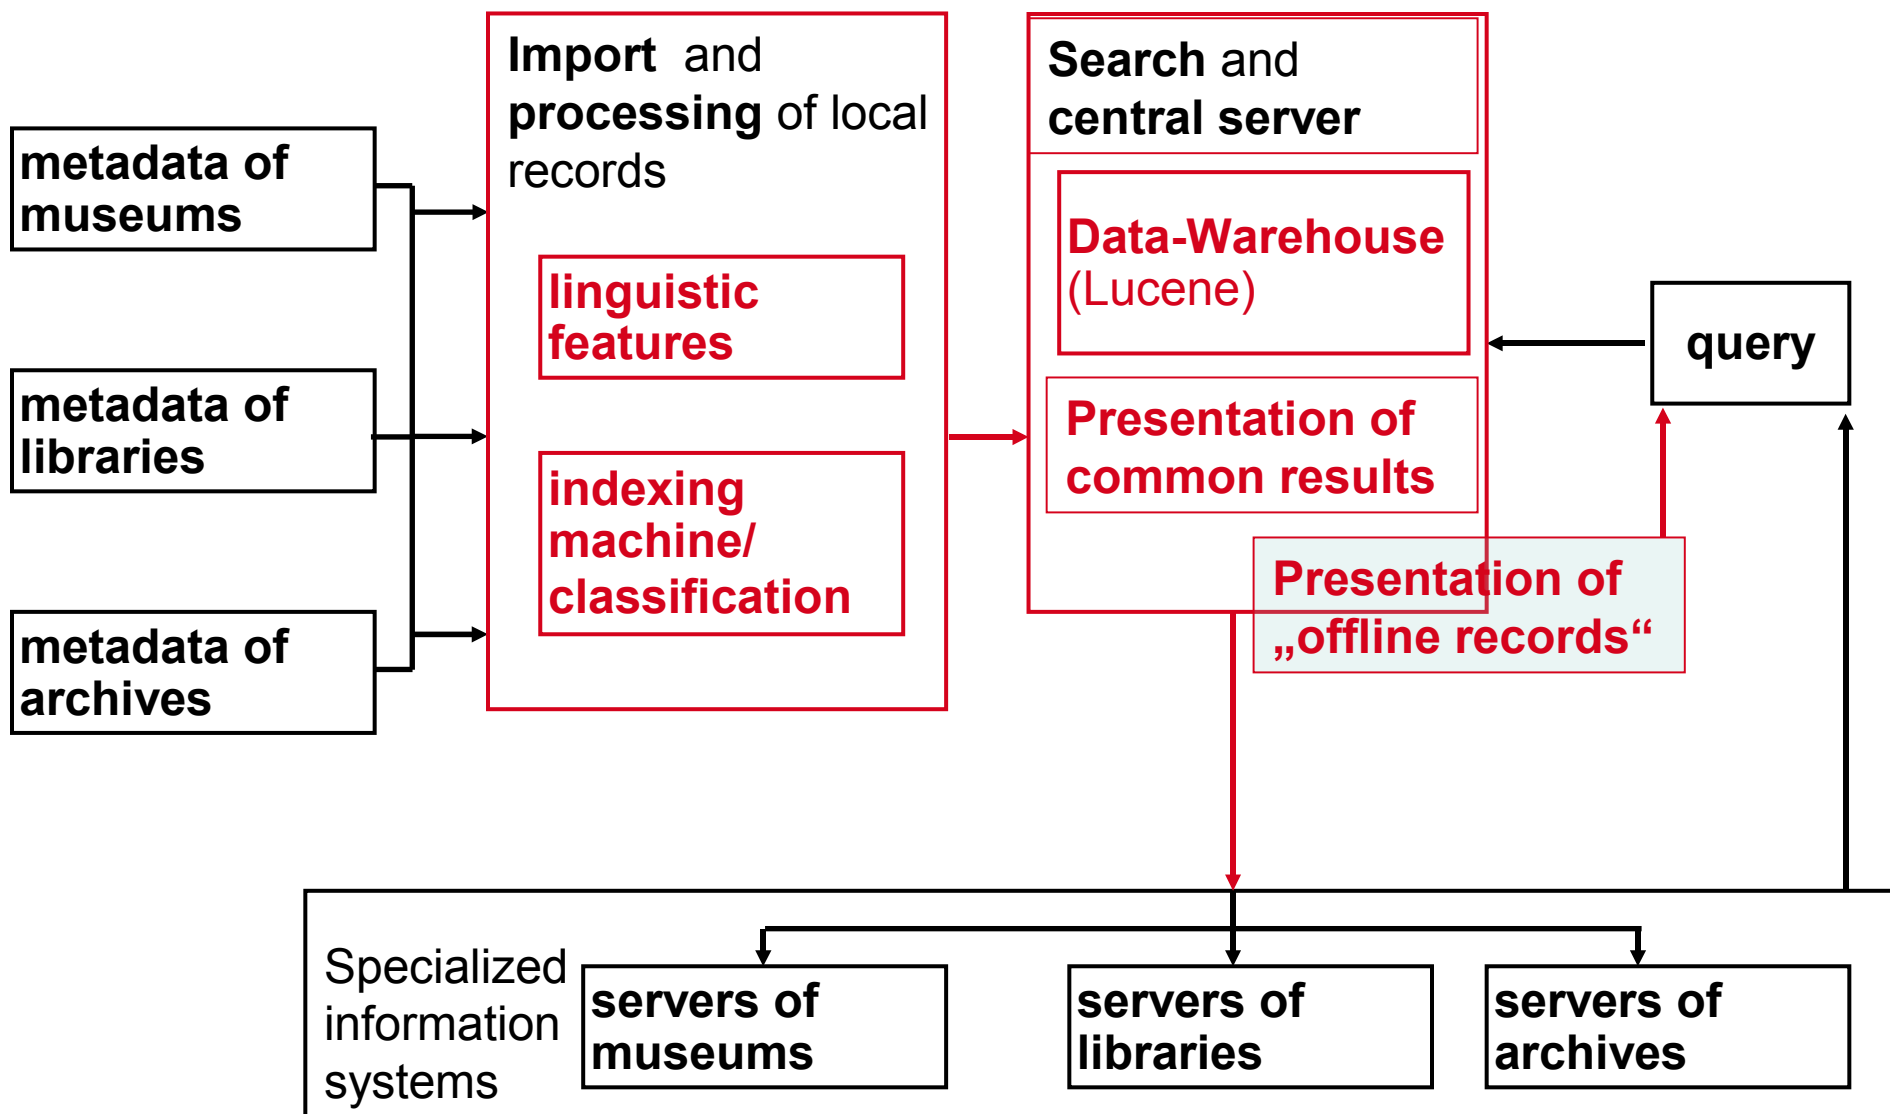 Import and
processing of local
records
Search and
central server
metadata of
museums
Data-Warehouse
(Lucene)
linguistic
features
query
metadata of
libraries
Presentation of
common results
indexing
machine/
classification
Presentation of
„offline records“
metadata of
archives
Specialized
information
systems
servers of
museums
servers of
libraries
servers of
archives